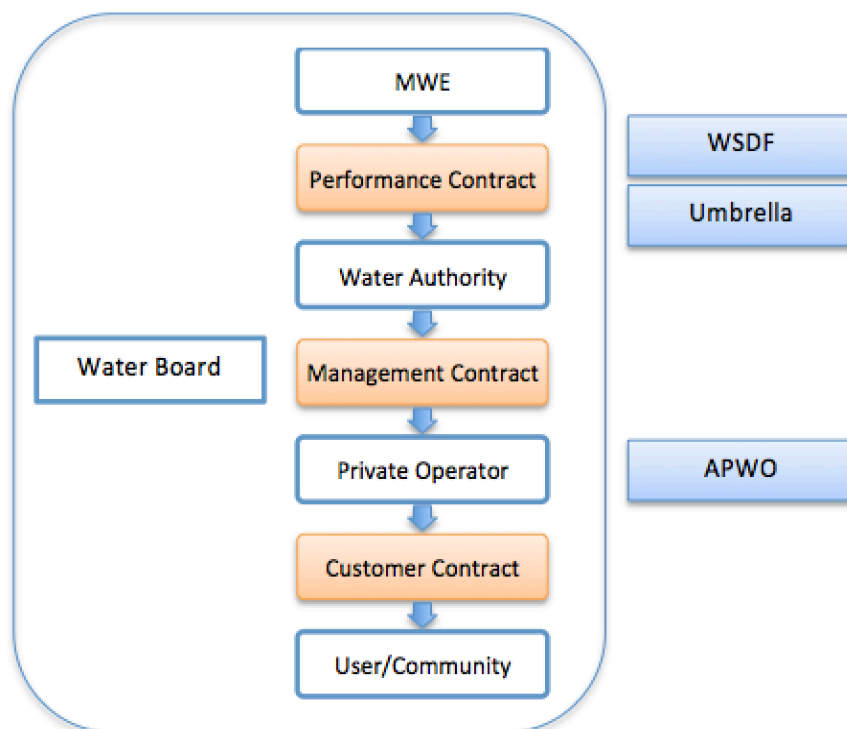 MWE
Performance Contract
Water Authority
Water Board
Management Contract
Private Operator
Customer Contract
User/Community
WSDF
Umbrella
APWO